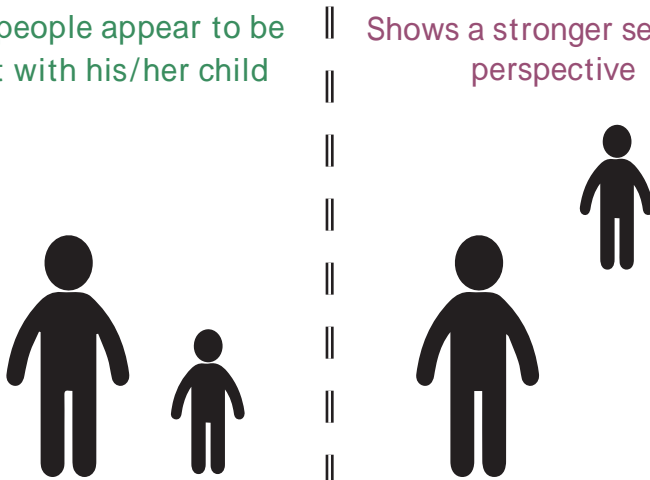 people appear to be
with his/her child
Shows a stronger
perspective